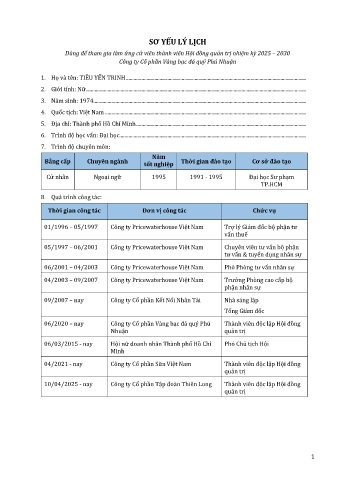 SƠ YẾU LÝ LỊCH
Dùng để tham gia làm ứng cử viên thành viên Hội đồng quản trị nhiệm kỳ 2025 – 2030
Công ty Cổ phần Vàng bạc đá quý Phú Nhuận
1. Họ và tên: TIÊU YẾN TRINH
2. Giới tính: Nữ
3. Năm sinh: 1974
4. Quốc tịch: Việt Nam
5. Địa chỉ: Thành phố Hồ Chí Minh
6. Trình độ học vấn: Đại học
7. Trình độ chuyên môn:
Bằng cấp Chuyên ngành Năm tốt nghiệp Thời gian đào tạo Cơ sở đào tạo
Cử nhân Ngoại ngữ 1995 1991 - 1995 Đại học Sư phạm
TP.HCM
8. Quá trình công tác:
Thời gian công tác Đơn vị công tác Chức vụ
01/1996 – 05/1997 Công ty Pricewaterhouse Việt Nam Trợ lý Giám đốc bộ phận tư
vấn thuế
05/1997 – 06/2001 Công ty Pricewaterhouse Việt Nam Chuyên viên tư vấn bộ phận
tư vấn & tuyển dụng nhân sự
06/2001 – 04/2003 Công ty Pricewaterhouse Việt Nam Phó Phòng tư vấn nhân sự
04/2003 – 09/2007 Công ty Pricewaterhouse Việt Nam Trưởng Phòng cao cấp bộ
phận nhân sự
09/2007 – nay Công ty Cổ phần Kết Nối Nhân Tài Nhà sáng lập
Tổng Giám đốc
06/2020 – nay Công ty Cổ phần Vàng bạc đá quý Phú Thành viên độc lập Hội đồng
Nhuận quản trị
06/03/2015 - nay Hội nữ doanh nhân Thành phố Hồ Chí Phó Chủ tịch Hội
Minh
04/2021 - nay Công ty Cổ phần Sữa Việt Nam Thành viên độc lập Hội đồng
quản trị
10/04/2025 - nay Công ty Cổ phần Tập đoàn Thiên Long Thành viên độc lập Hội đồng
quản trị
1